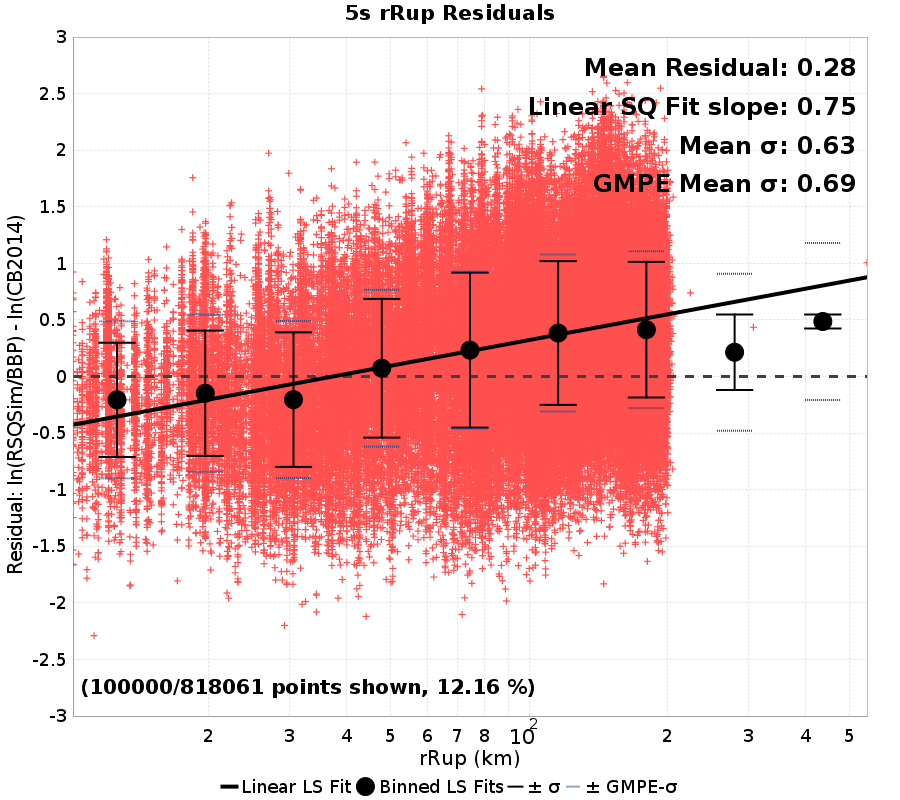 5s rRup Residuals
Mean Residual: 0.28
Linear SQ Fit slope: 0.75
Mean σ: 0.63
GMPE Mean σ: 0.69
Residual: ln(RSQSim/BBP) - ln(CB2014)
3
2.5
2
1.5
1
0.5
0
-0.5
-1
-1.5
-2
-2.5
-3
(100000/818061 points shown, 12.16 %)
2 3 4 5 6 7 8 10^2 2 3 4 5
rRup (km)
Linear LS Fit Binned LS Fits ± σ ± GMPE-σ